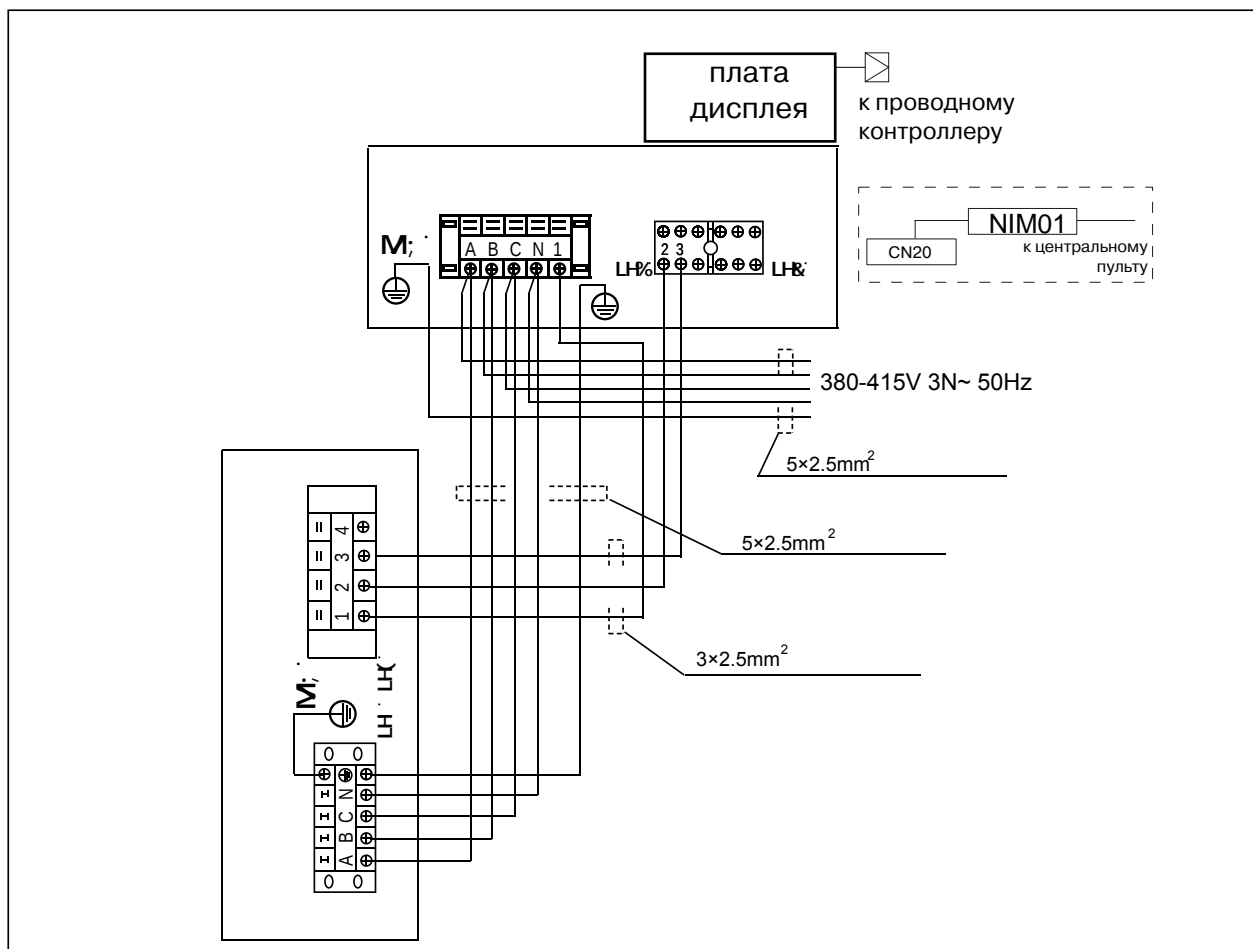 плата
дисплея
к проводному
контроллеру
NIM01
CN20
к центральному
пульту
A B C N 1
2 3
380-415V 3N~ 50Hz
5×2.5mm²
5×2.5mm²
3×2.5mm²
4
3
2
1
N
C
B
A